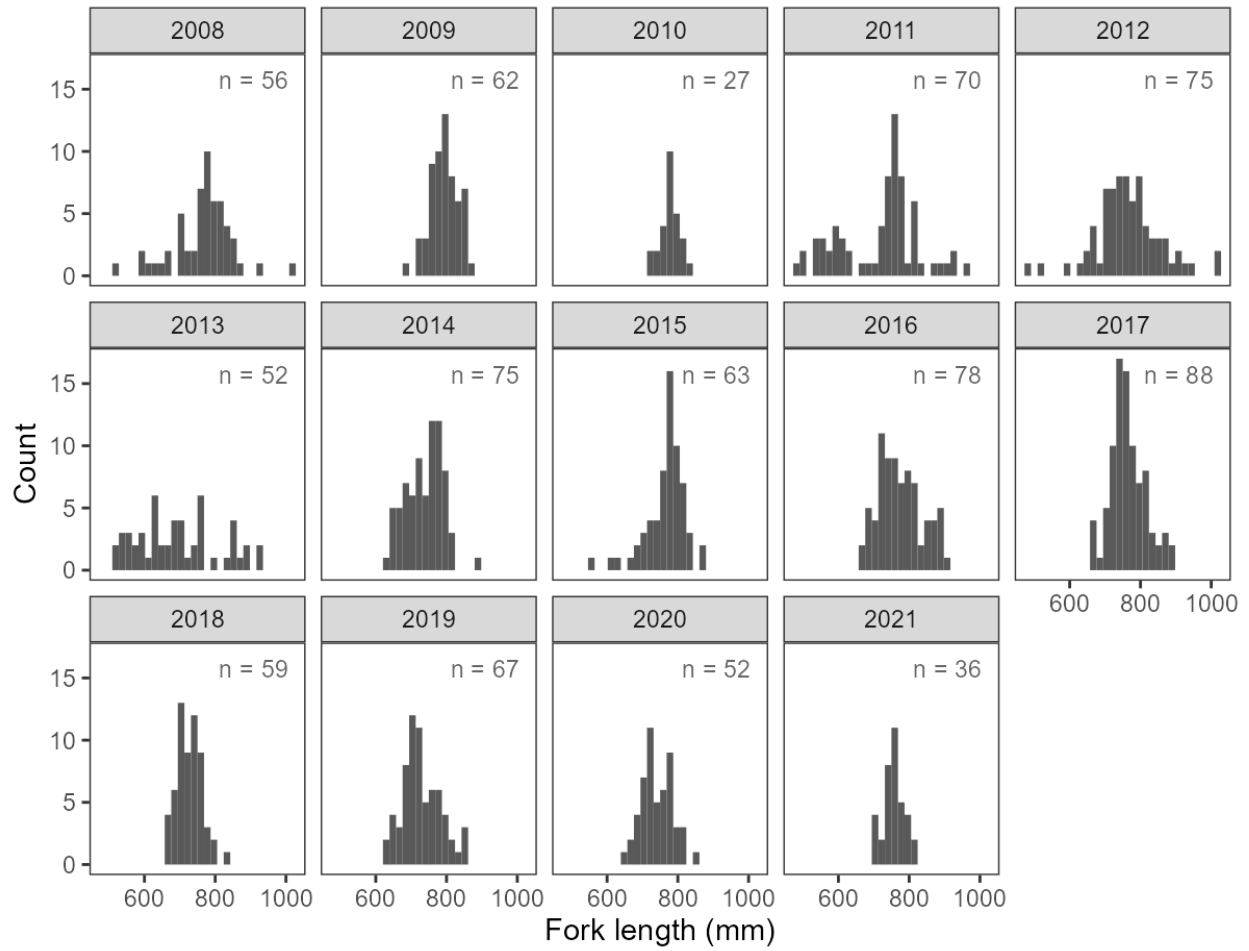 2008 2009 2010 2011 2012
n = 56 n = 62 n = 27 n = 70 n = 75
15
10
5
0
2013 2014 2015 2016 2017
n = 52 n = 75 n = 63 n = 78 n = 88
15
10
5
0
600 800 1000
2018 2019 2020 2021
n = 59 n = 67 n = 52 n = 36
15
10
5
0
600 800 1000 600 800 1000 600 800 1000 600 800 1000
Count
Fork length (mm)